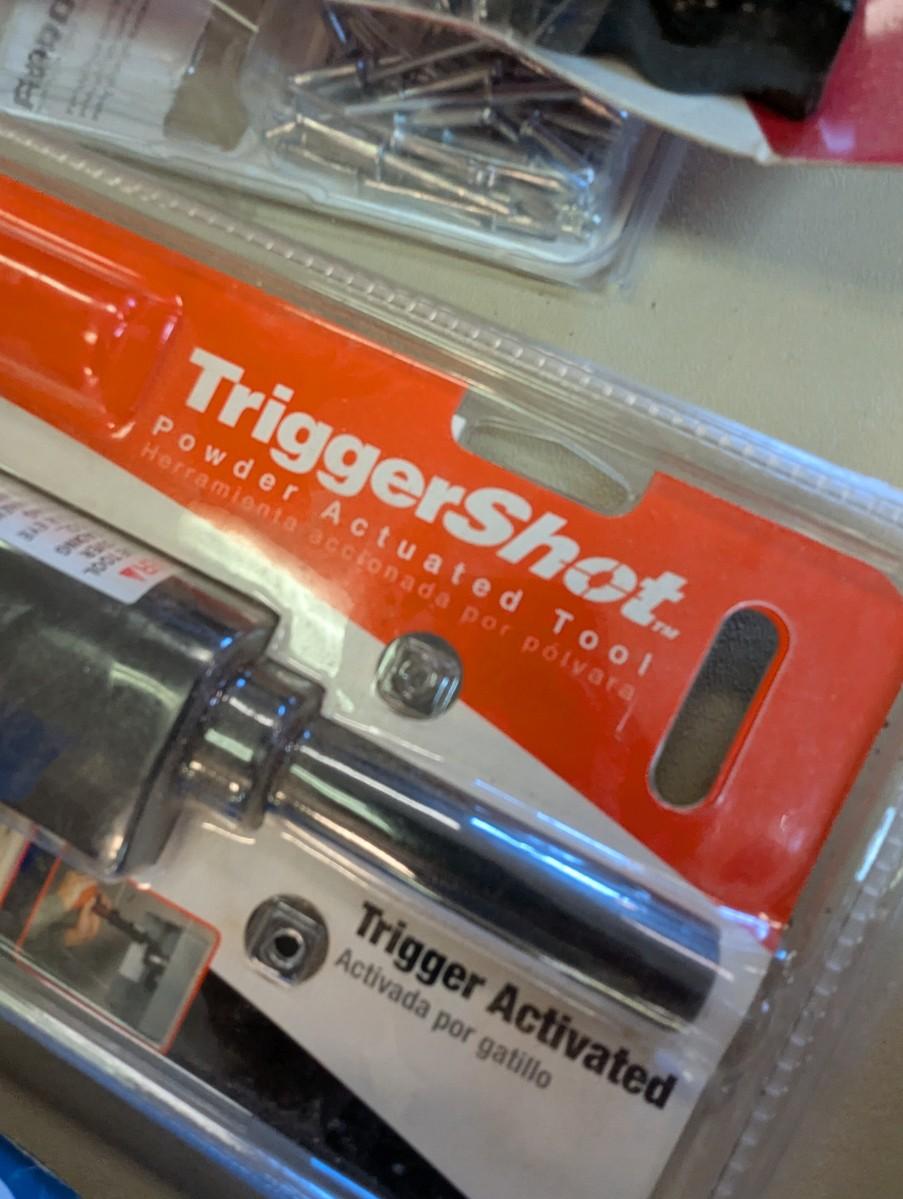 TriggerShot™
Powder Actuated Tool
Herramienta accionada por pólvara
Trigger Activated
Activada por gatillo